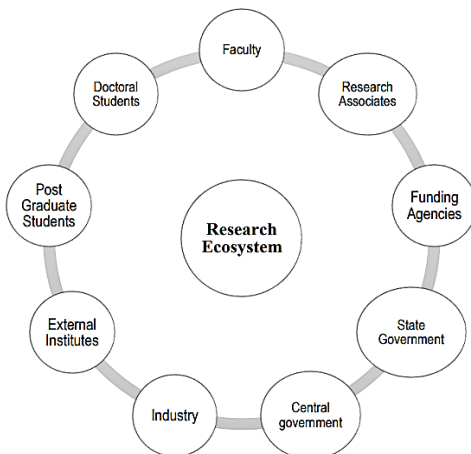 Faculty
Research
Associates
Funding
Agencies
State
Government
Central
government
Industry
External
Institutes
Post
Graduate
Students
Doctoral
Students
Research
Ecosystem